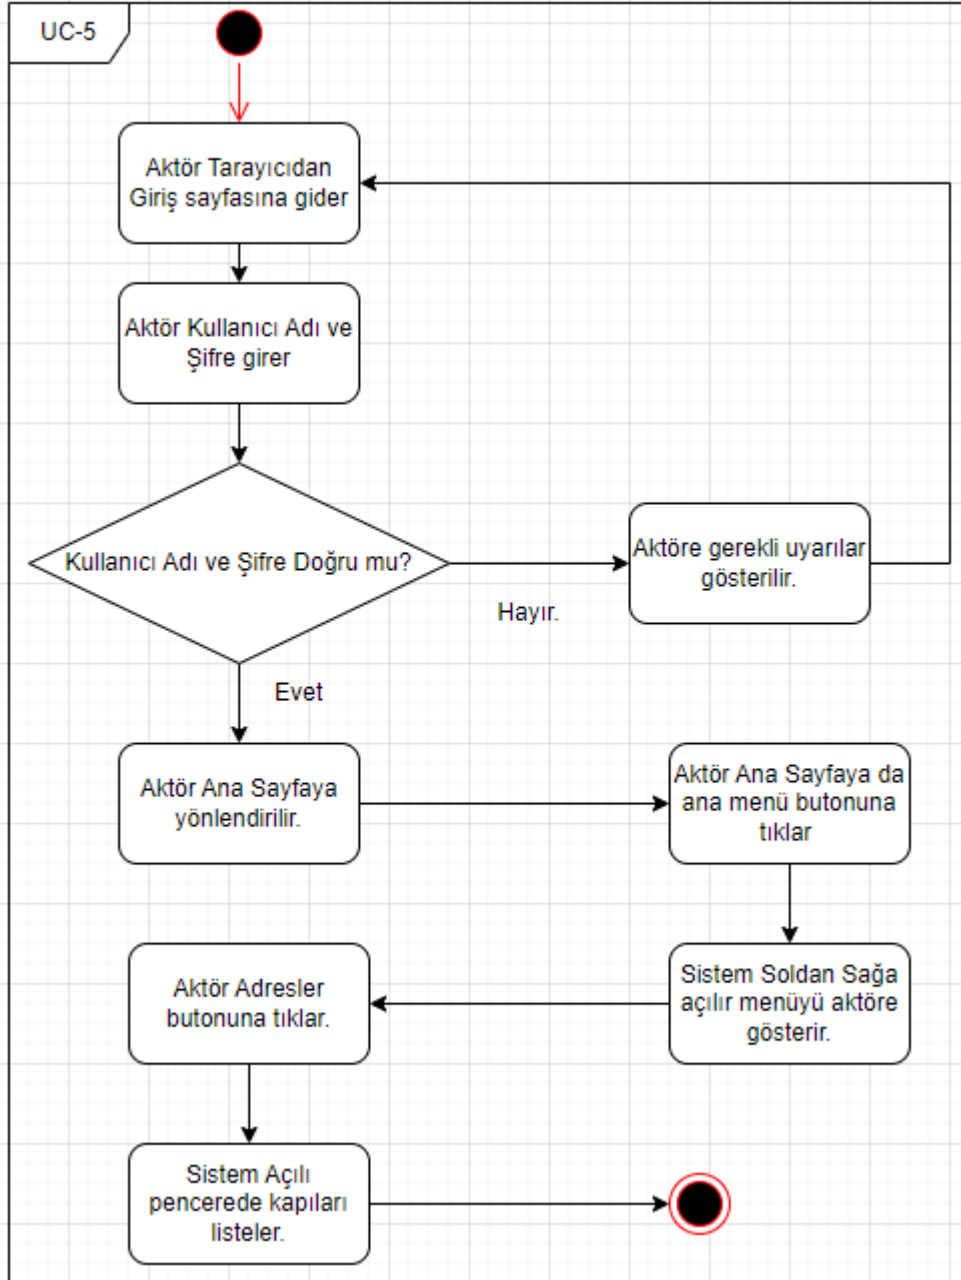 UC-5
Aktör Tarayıcıdan
Giriş sayfasına gider
Aktör Kullanıcı Adı ve
Şifre girer
Kullanıcı Adı ve Şifre Doğru mu?
Aktöre gerekli uyarılar
gösterilir.
Hayır.
Evet
Aktör Ana Sayfaya
yönlendirilir.
Aktör Ana Sayfaya da
ana menü butonuna
tıklar
Sistem Soldan Sağa
açılır menüyü aktöre
gösterir.
Aktör Adresler
butonuna tıklar.
Sistem Açılı
pencerede kapıları
listeler.